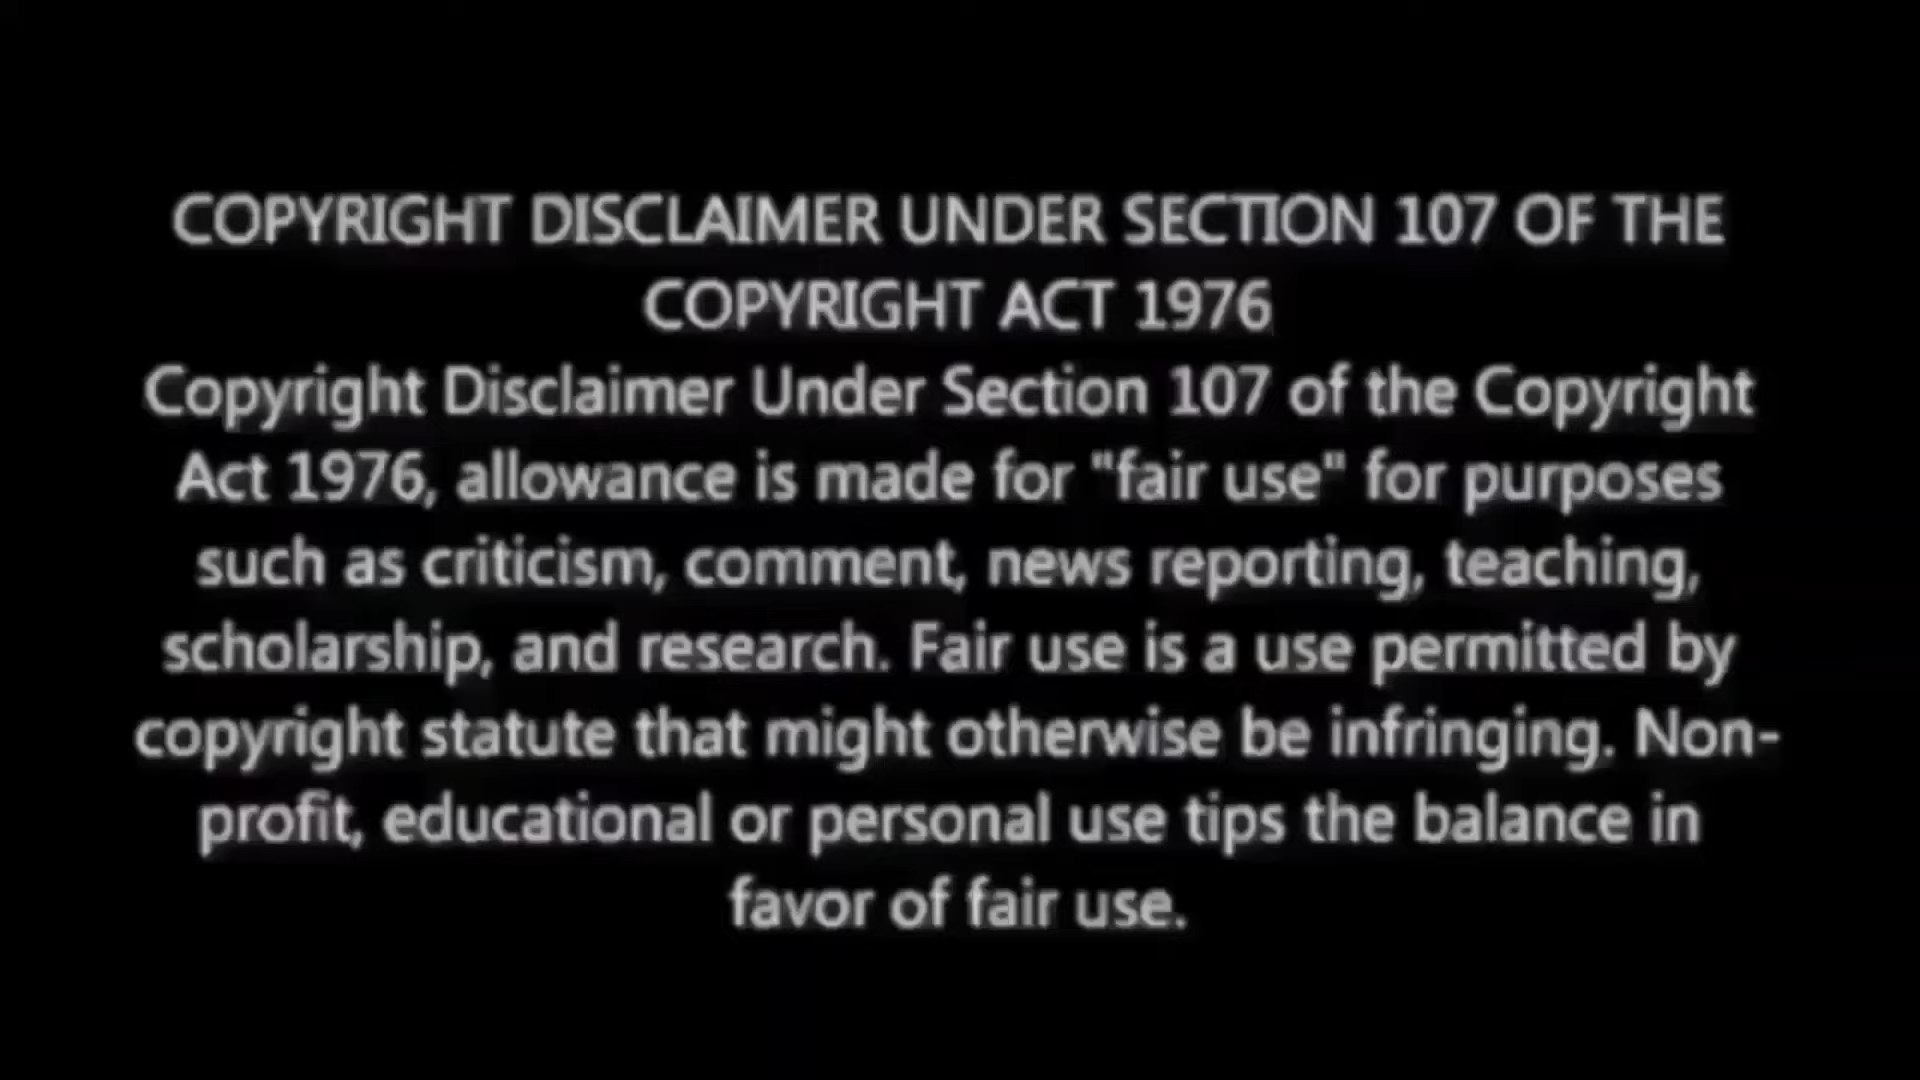 COPYRIGHT DISCLAIMER UNDER SECTION 107 OF THE
COPYRIGHT ACT 1976
Copyright Disclaimer Under Section 107 of the Copyright
Act 1976, allowance is made for "fair use" for purposes
such as criticism, comment, news reporting, teaching,
scholarship, and research. Fair use is a use permitted by
copyright statute that might otherwise be infringing. Non-
profit, educational or personal use tips the balance in
favor of fair use.